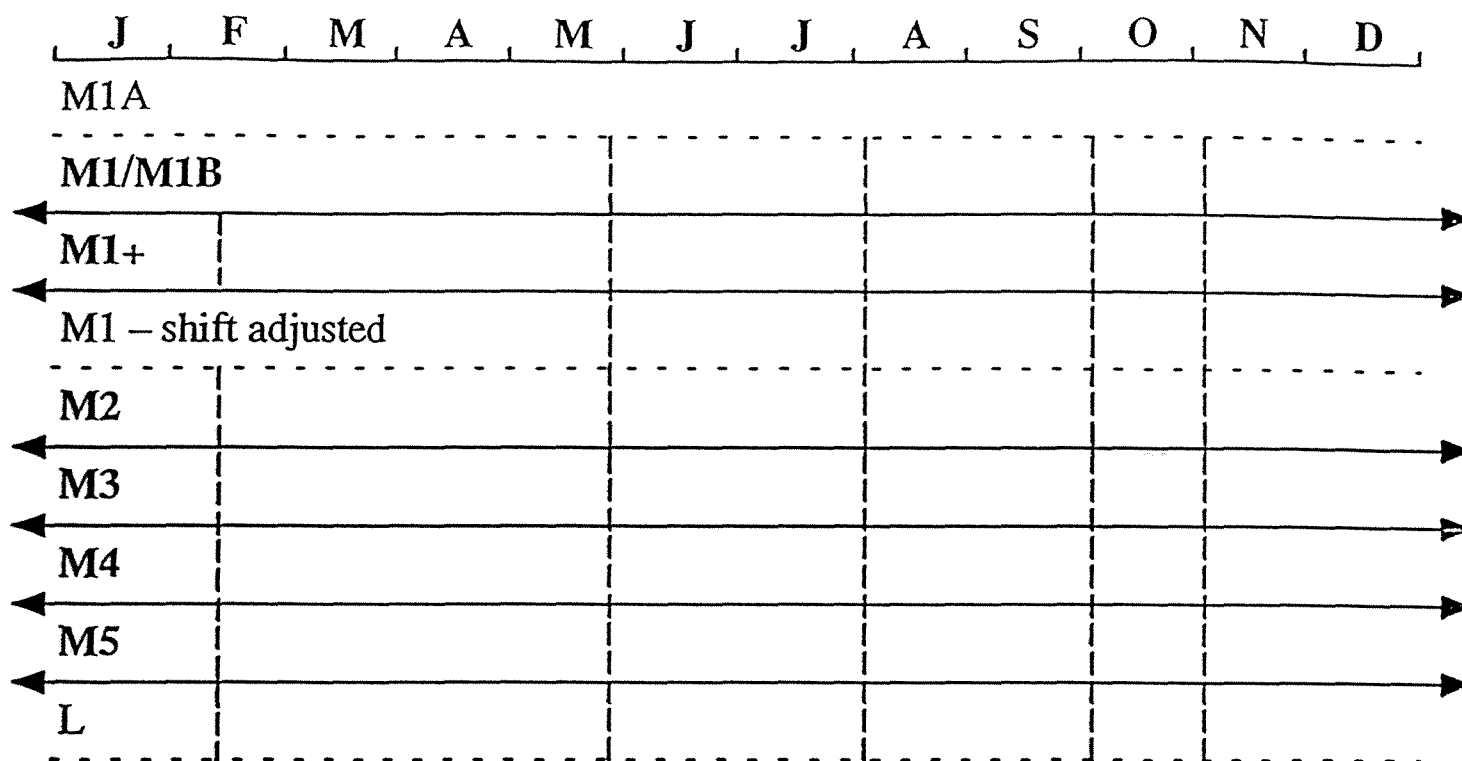 J F M A M J J A S O N D
M1A
M1/M1B
M1+
M1 – shift adjusted
M2
M3
M4
M5
L